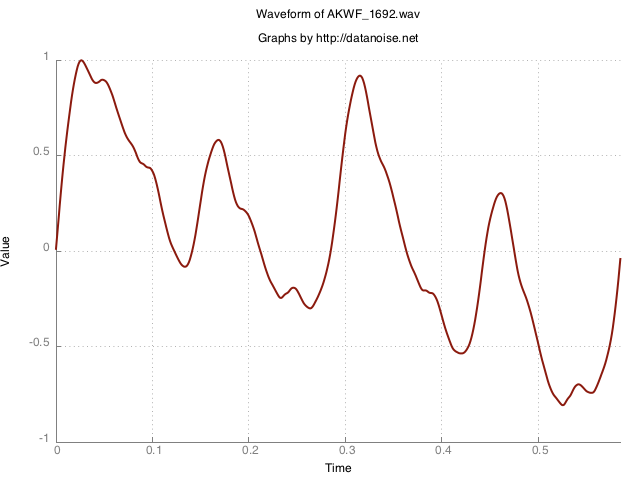 Waveform of AKWF_1692.wav
Graphs by http://datanoise.net
1
0.5
0
-0.5
-1
Value
0 0.1 0.2 0.3 0.4 0.5
Time